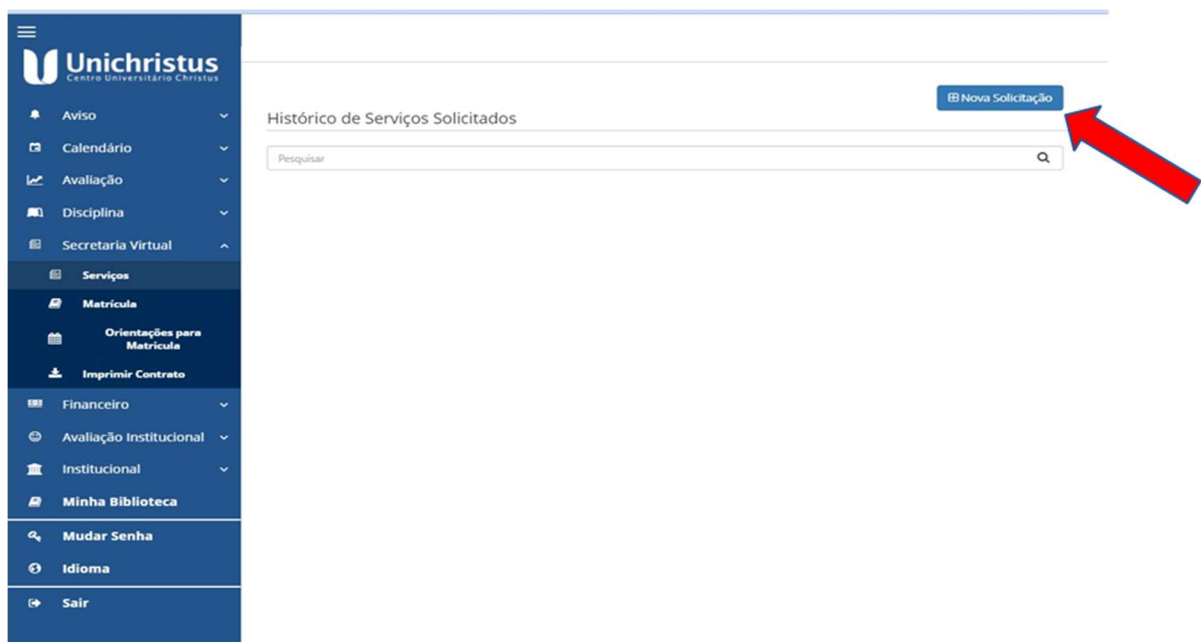 Unichristus
Centro Universitário Christus
Aviso
Calendário
Avaliação
Disciplina
Secretaria Virtual
Serviços
Matrícula
Orientações para
Matrícula
Imprimir Contrato
Financeiro
Avaliação Institucional
Institucional
Minha Biblioteca
Mudar Senha
Idioma
Sair
Nova Solicitação
Histórico de Serviços Solicitados
Pesquisar